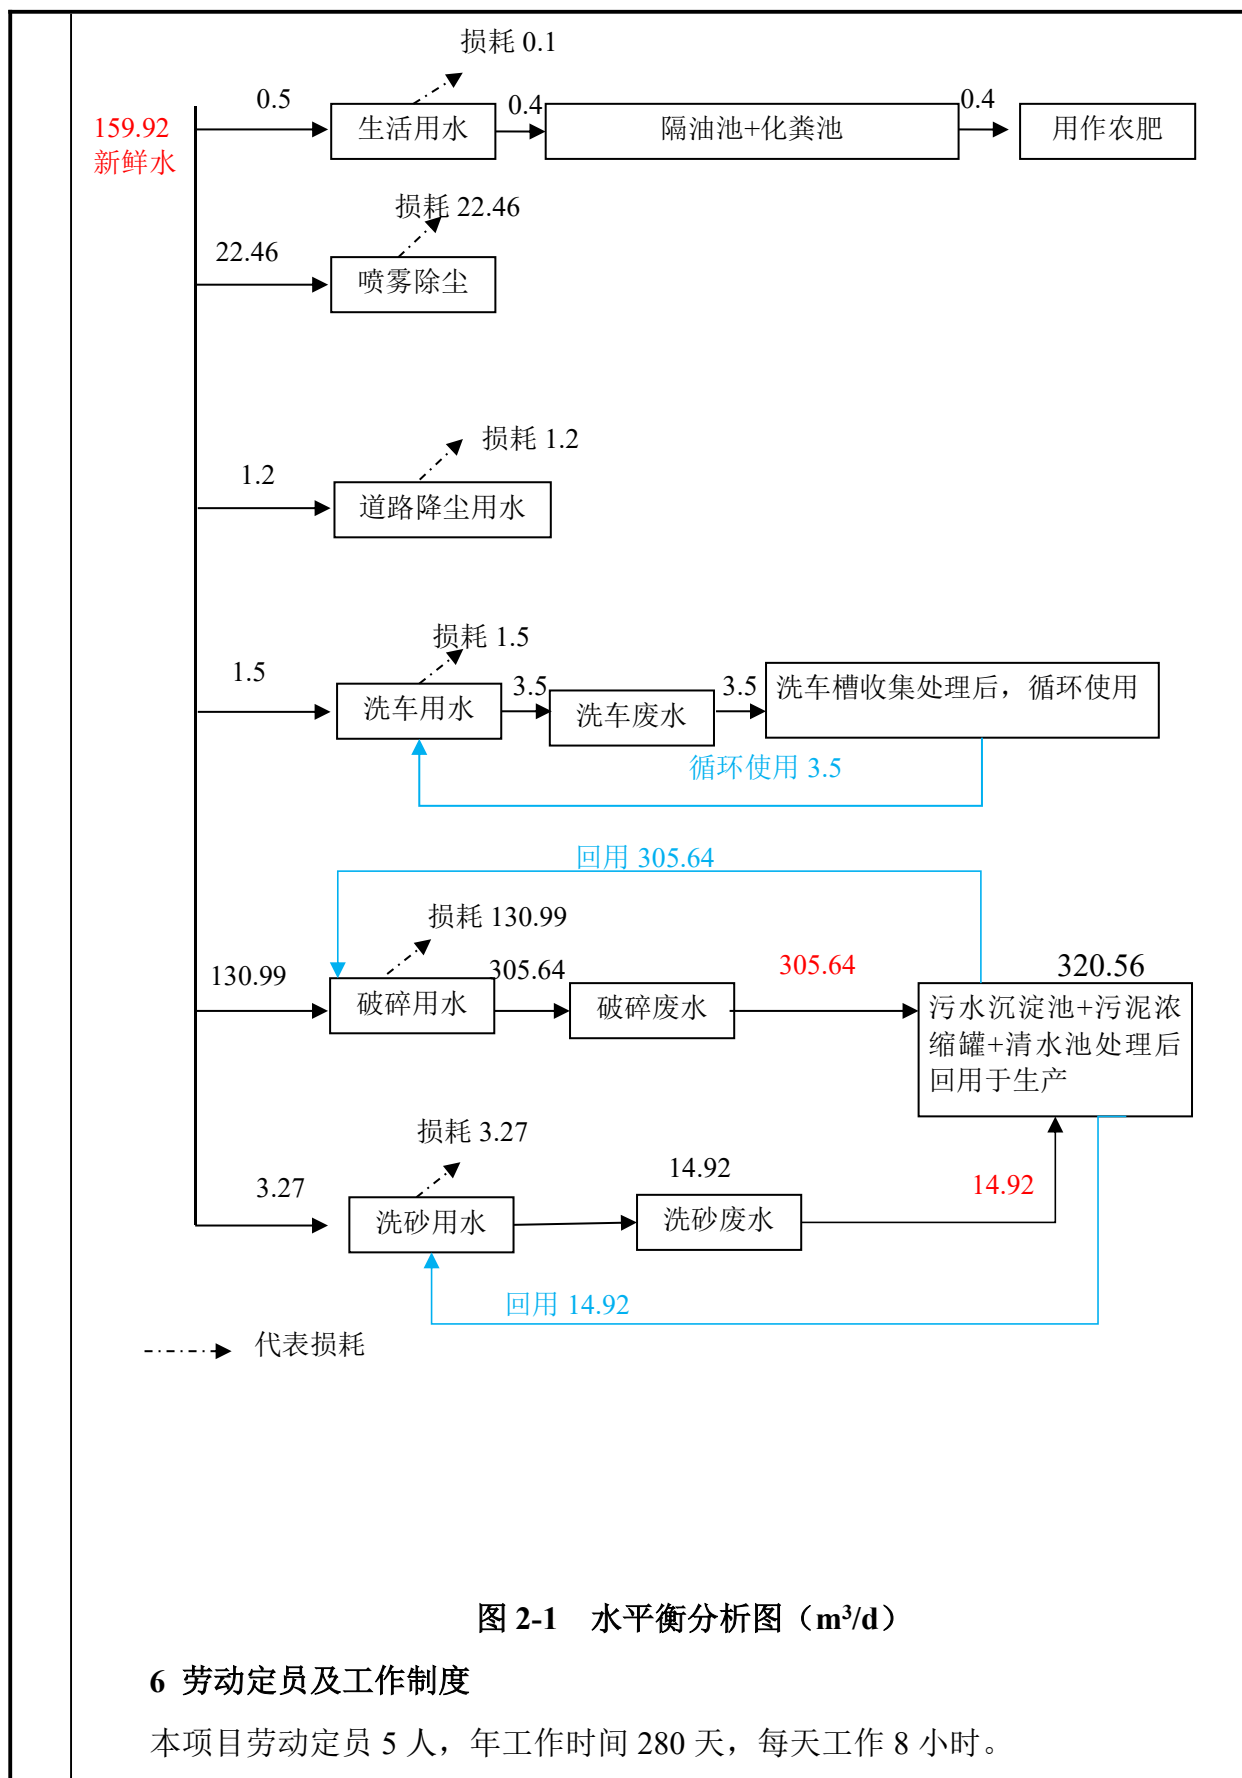 损耗 0.1
0.5
生活用水
0.4
隔油池+化粪池
0.4
用作农肥
159.92
新鲜水
损耗 22.46
22.46
喷雾除尘
损耗 1.2
1.2
道路降尘用水
损耗 1.5
1.5
洗车用水
3.5
洗车废水
3.5
洗车槽收集处理后，循环使用
循环使用 3.5
回用 305.64
损耗 130.99
130.99
破碎用水
305.64
破碎废水
305.64
320.56
污水沉淀池+污泥浓
缩罐+清水池处理后
回用于生产
损耗 3.27
3.27
洗砂用水
14.92
洗砂废水
14.92
回用 14.92
代表损耗
图 2-1 水平衡分析图（m³/d）
6 劳动定员及工作制度
本项目劳动定员 5 人，年工作时间 280 天，每天工作 8 小时。